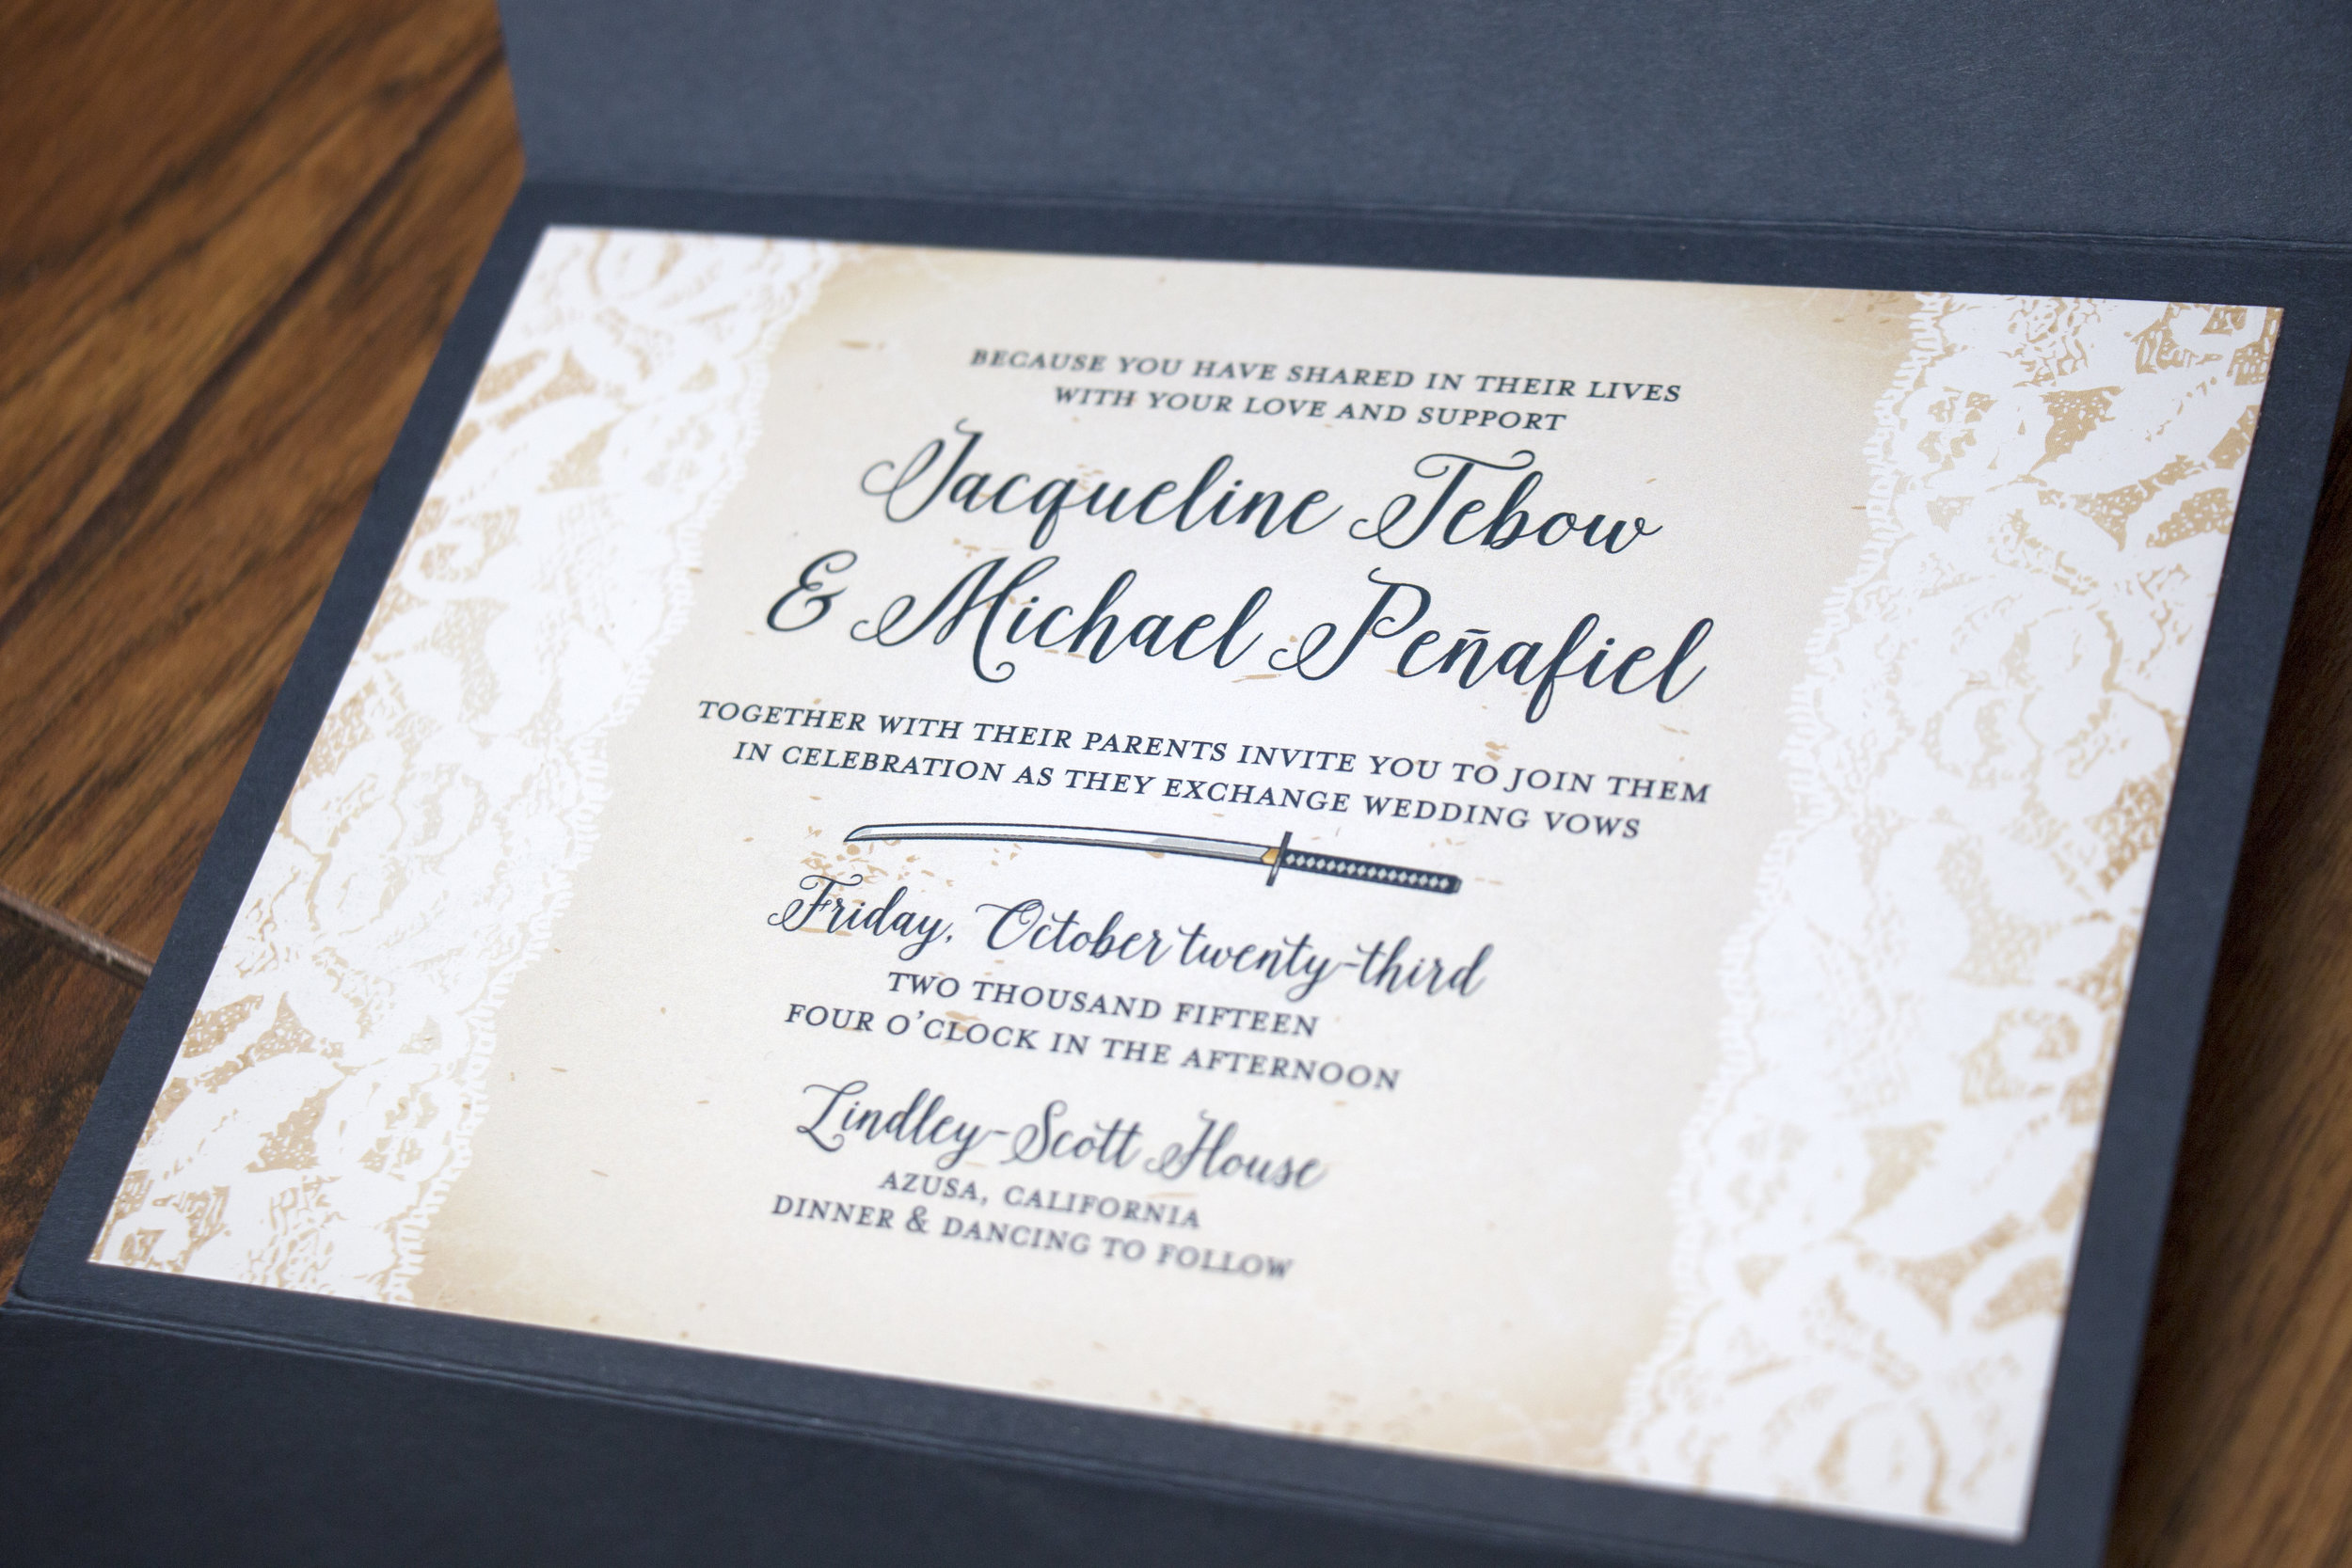 BECAUSE YOU HAVE SHARED IN THEIR LIVES
WITH YOUR LOVE AND SUPPORT
Jacqueline Tebow
& Michael Peñafiel
TOGETHER WITH THEIR PARENTS INVITE YOU TO JOIN THEM
IN CELEBRATION AS THEY EXCHANGE WEDDING VOWS
Friday, October twenty-third
TWO THOUSAND FIFTEEN
FOUR O'CLOCK IN THE AFTERNOON
Lindley-Scott House
AZUSA, CALIFORNIA
DINNER & DANCING TO FOLLOW